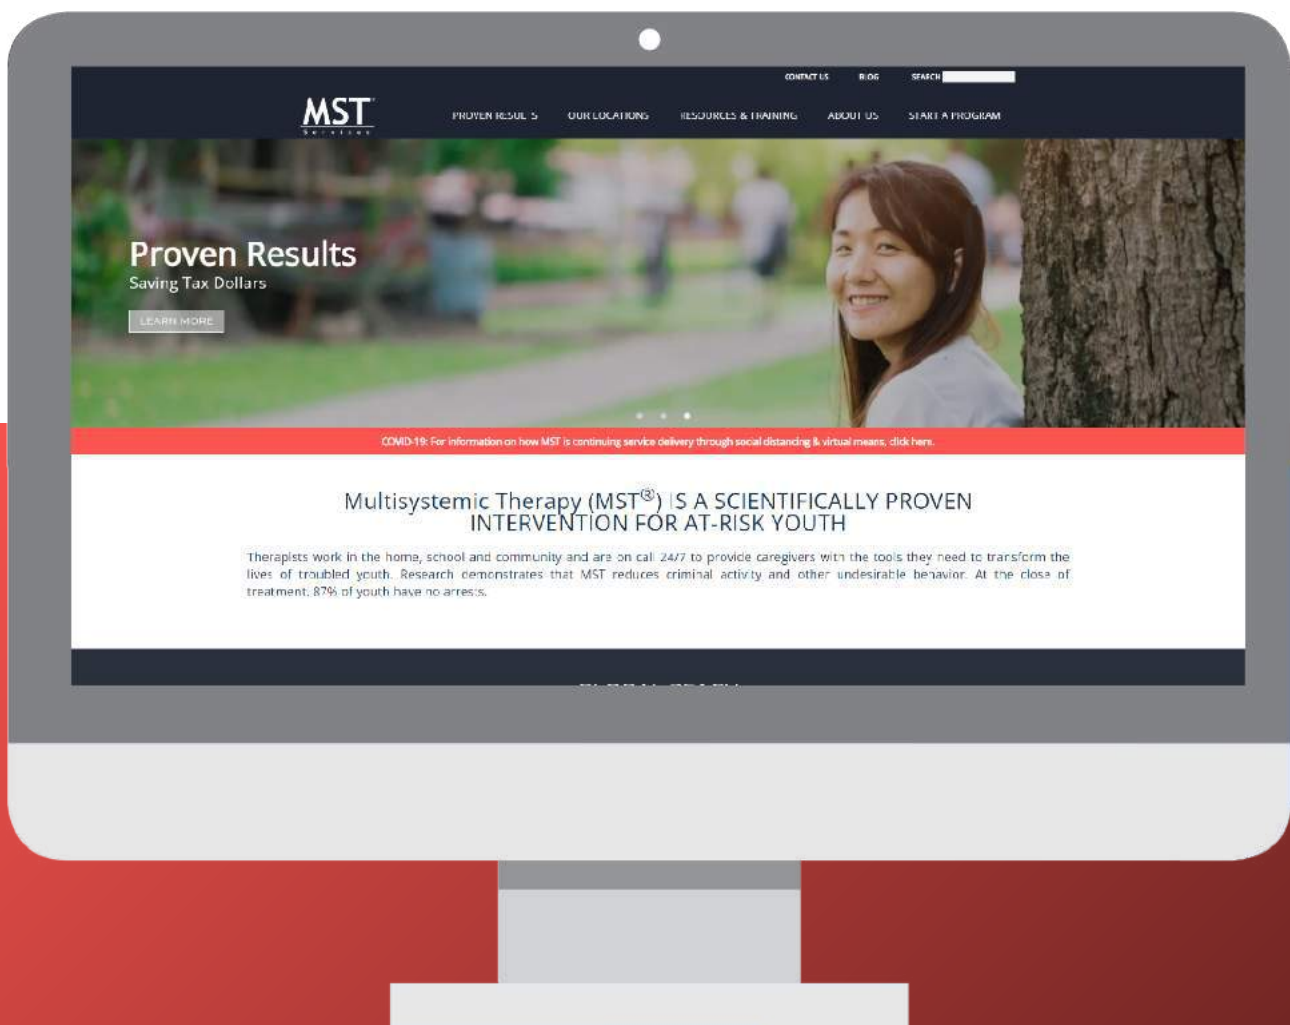 CONTACT US BLOG SEARCH
MST
Services
PROVEN RESULTS OUR LOCATIONS RESOURCES & TRAINING ABOUT US START A PROGRAM
Proven Results
Saving Tax Dollars
LEARN MORE
COVID-19: For information on how MST is continuing service delivery through social distancing & virtual means, click here.
Multisystemic Therapy (MST®) IS A SCIENTIFICALLY PROVEN
INTERVENTION FOR AT-RISK YOUTH
Therapists work in the home, school and community and are on call 24/7 to provide caregivers with the tools they need to transform the
lives of troubled youth. Research demonstrates that MST reduces criminal activity and other undesirable behavior. At the close of
treatment, 87% of youth have no arrests.